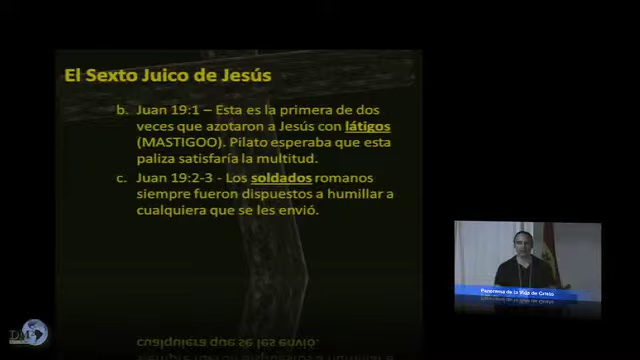 El Sexto Juico de Jesús
b. Juan 19:1 – Esta es la primera de dos
veces que azotaron a Jesús con látigos
(MASTIGOO). Pilato esperaba que esta
paliza satisfaría la multitud.
c. Juan 19:2-3 - Los soldados romanos
siempre fueron dispuestos a humillar a
cualquiera que se les envió.
Panorama de la Vida de Cristo